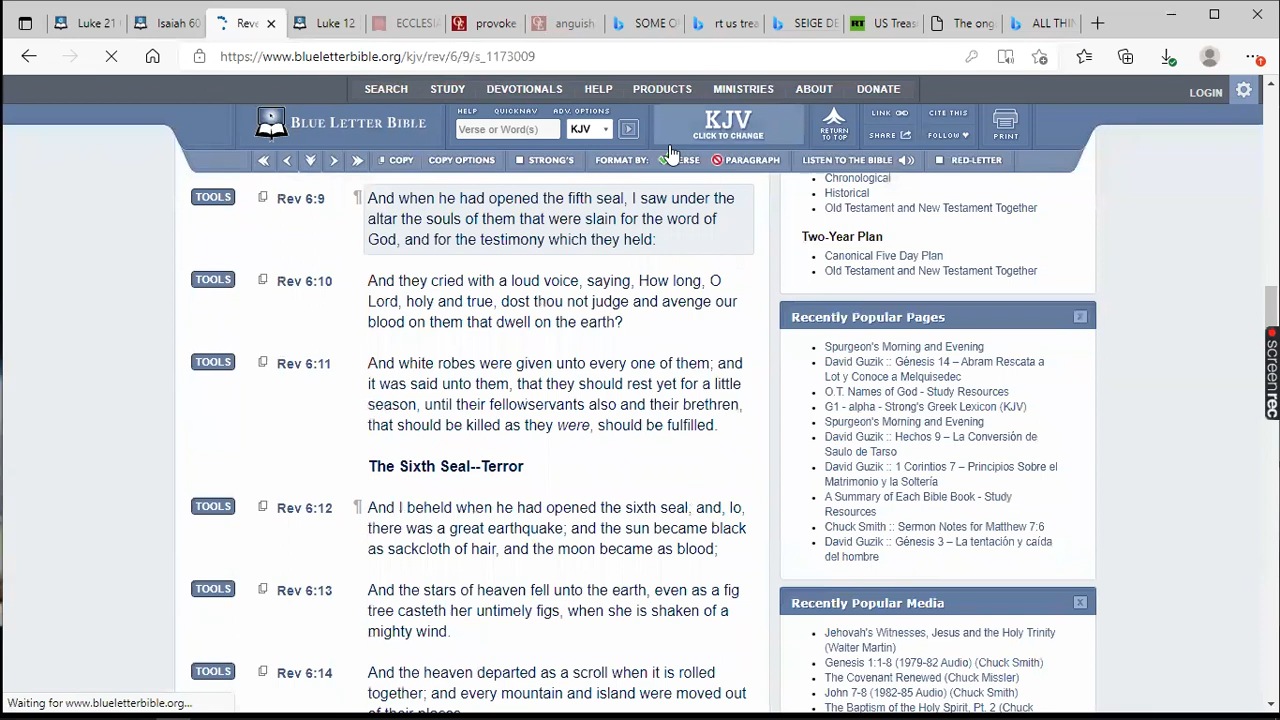 Luke 21
Isaiah 60
Reve
Luke 12
ECCLESIA
provoke
anguish
SOME O
rt us trea
SEIGE DE
US Treas
The ong
ALL THIN
https://www.blueletterbible.org/kjv/rev/6/9/s_1173009
SEARCH STUDY DEVOTIONALS HELP PRODUCTS MINISTRIES ABOUT DONATE
LOGIN
BLUE LETTER BIBLE
HELP QUICKNAV ADV. OPTIONS
Verse or Word(s)
KJV
KJV
CLICK TO CHANGE
RETURN
TO TOP
LINK
CITE THIS
SHARE
FOLLOW
PRINT
COPY COPY OPTIONS STRONG'S FORMAT BY: VERSE PARAGRAPH LISTEN TO THE BIBLE RED-LETTER
TOOLS Rev 6:9 ¶ And when he had opened the fifth seal, I saw under the
altar the souls of them that were slain for the word of
God, and for the testimony which they held:
TOOLS Rev 6:10 And they cried with a loud voice, saying, How long, O
Lord, holy and true, dost thou not judge and avenge our
blood on them that dwell on the earth?
TOOLS Rev 6:11 And white robes were given unto every one of them; and
it was said unto them, that they should rest yet for a little
season, until their fellowservants also and their brethren,
that should be killed as they were, should be fulfilled.
The Sixth Seal--Terror
TOOLS Rev 6:12 ¶ And I beheld when he had opened the sixth seal, and, lo,
there was a great earthquake; and the sun became black
as sackcloth of hair, and the moon became as blood;
TOOLS Rev 6:13 And the stars of heaven fell unto the earth, even as a fig
tree casteth her untimely figs, when she is shaken of a
mighty wind.
TOOLS Rev 6:14 And the heaven departed as a scroll when it is rolled
together; and every mountain and island were moved out
of their places.
Chronological
Historical
Old Testament and New Testament Together
Two-Year Plan
Canonical Five Day Plan
Old Testament and New Testament Together
Recently Popular Pages
Spurgeon's Morning and Evening
David Guzik :: Génesis 14 – Abram Rescata a
Lot y Conoce a Melquisedec
O.T. Names of God - Study Resources
G1 - alpha - Strong's Greek Lexicon (KJV)
Spurgeon's Morning and Evening
David Guzik :: Hechos 9 – La Conversión de
Saulo de Tarso
David Guzik :: 1 Corintios 7 – Principios Sobre el
Matrimonio y la Soltería
A Summary of Each Bible Book - Study
Resources
Chuck Smith :: Sermon Notes for Matthew 7:6
David Guzik :: Génesis 3 – La tentación y caída
del hombre
Recently Popular Media
Jehovah's Witnesses, Jesus and the Holy Trinity
(Walter Martin)
Genesis 1:1-8 (1979-82 Audio) (Chuck Smith)
The Covenant Renewed (Chuck Missler)
John 7-8 (1982-85 Audio) (Chuck Smith)
The Baptism of the Holy Spirit, Pt. 2 (Chuck
screenrec
Waiting for www.blueletterbible.org...